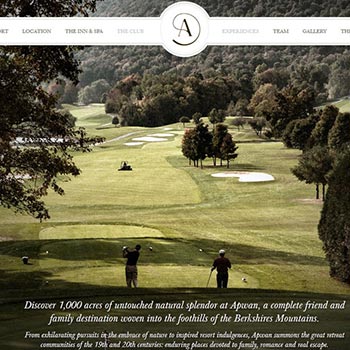 RT LOCATION THE INN & SPA THE CLUB A EXPERIENCES TEAM GALLERY THE
Discover 1,000 acres of untouched natural splendor at Apwan, a complete friend and
family destination woven into the foothills of the Berkshires Mountains.
From exhilarating pursuits in the embrace of nature to inspired resort indulgences, Apwan summons the great retreat
communities of the 19th and 20th centuries: enduring places devoted to family, romance and real escape.